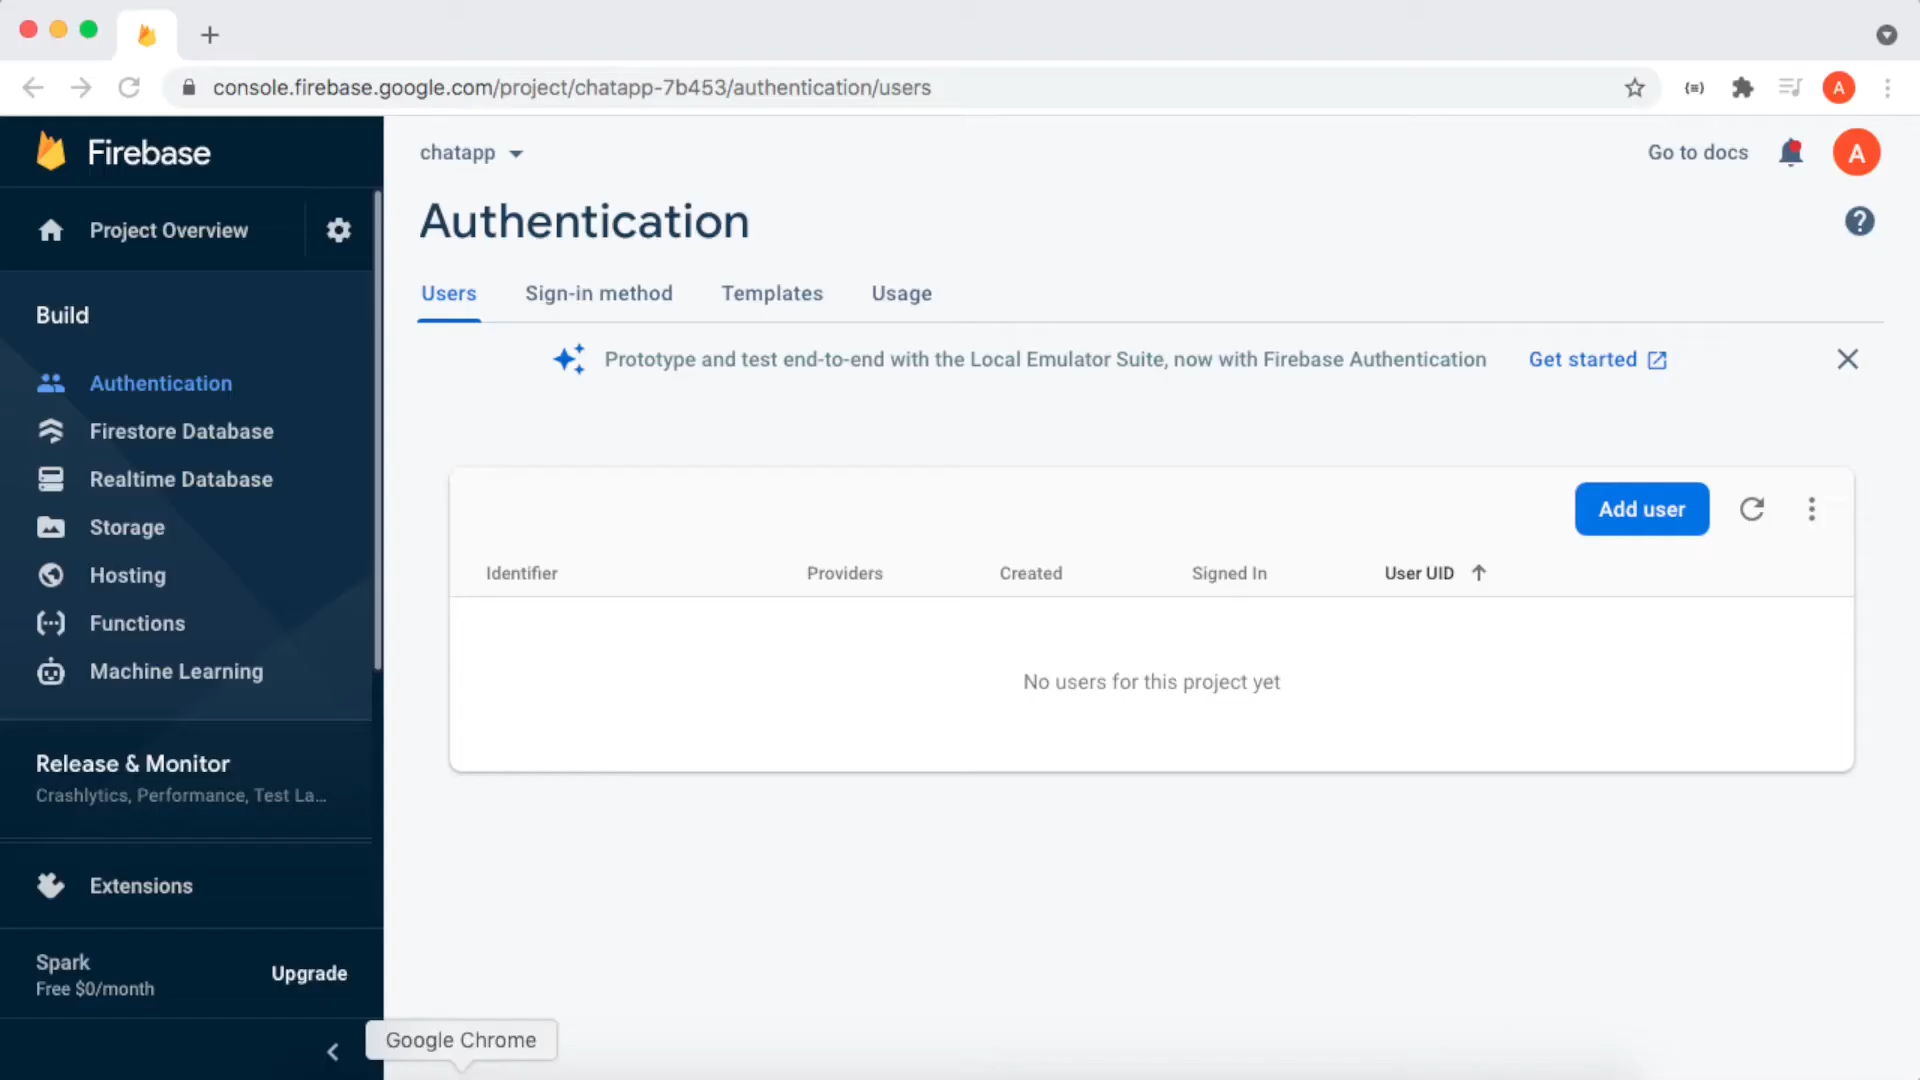 console.firebase.google.com/project/chatapp-7b453/authentication/users
A
Firebase
chatapp
Go to docs
A
Project Overview
Authentication
?
Users
Sign-in method
Templates
Usage
Build
Prototype and test end-to-end with the Local Emulator Suite, now with Firebase Authentication
Get started
Authentication
Firestore Database
Realtime Database
Storage
Hosting
Functions
Machine Learning
Add user
Identifier
Providers
Created
Signed In
User UID
No users for this project yet
Release & Monitor
Crashlytics, Performance, Test La...
Extensions
Spark
Free $0/month
Upgrade
Google Chrome